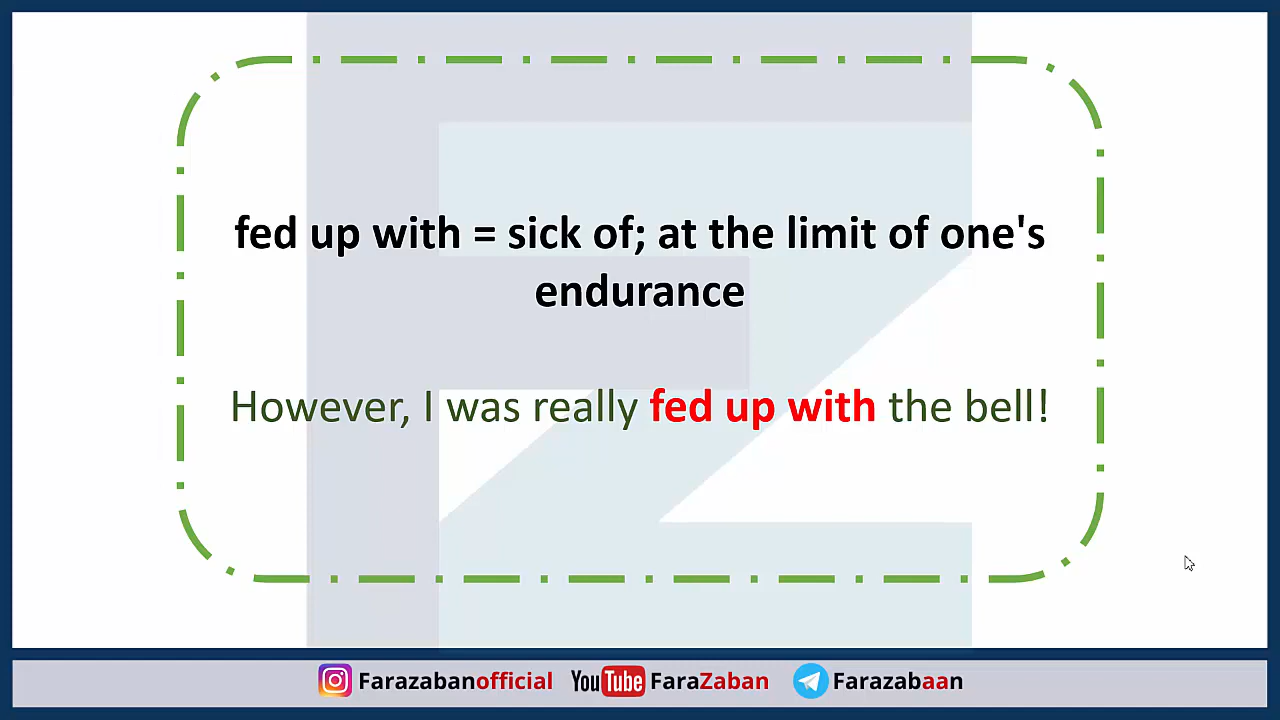 fed up with = sick of; at the limit of one's
endurance
However, I was really fed up with the bell!
Farazabanofficial YouTube FaraZaban Farazabaan